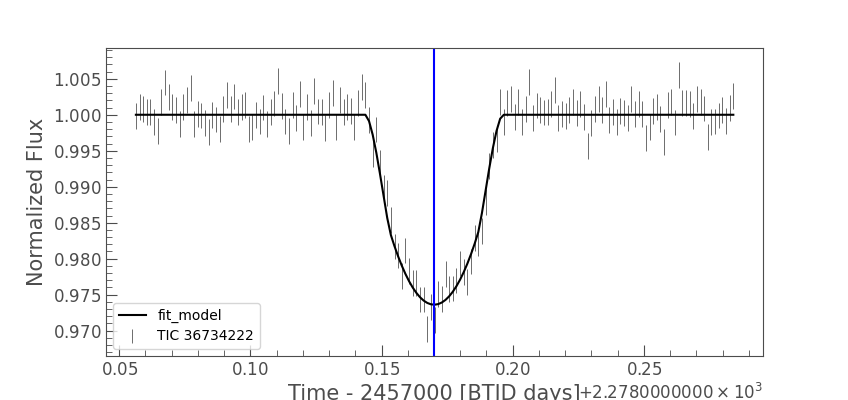 1.005
1.000
0.995
0.990
0.985
0.980
0.975
0.970
Normalized Flux
fit_model
TIC 36734222
0.05 0.10 0.15 0.20 0.25
Time - 2457000 [BTJD days]
+2.2780000000 × 10³